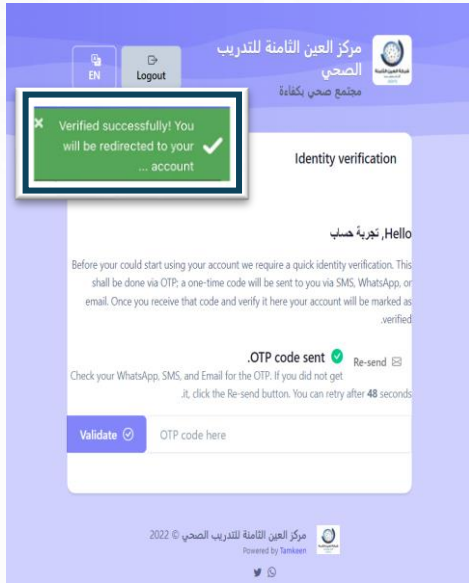 مركز العين الثامنة للتدريب
الصحي
مجتمع صحي بكفاءة
EN
Logout
Verified successfully! You
will be redirected to your
... account
Identity verification
Hello, تجربة حساب
Before your could start using your account we require a quick identity verification. This
shall be done via OTP; a one-time code will be sent to you via SMS, WhatsApp, or
email. Once you receive that code and verify it here your account will be marked as
.verified
.OTP code sent
Re-send
Check your WhatsApp, SMS, and Email for the OTP. If you did not get
.it, click the Re-send button. You can retry after 48 seconds
Validate
OTP code here
مركز العين الثامنة للتدريب الصحي © 2022
Powered by Tamkeen